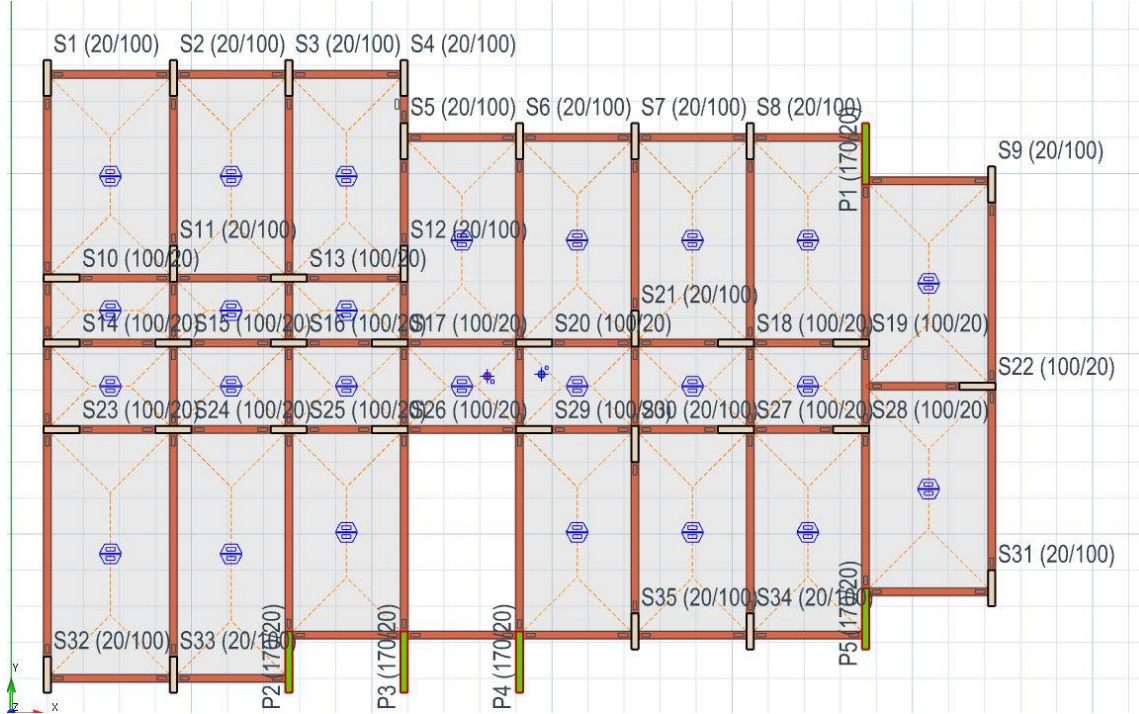 S1 (20/100)
S2 (20/100)
S3 (20/100)
S4 (20/100)
S5 (20/100)
S6 (20/100)
S7 (20/100)
S8 (20/100)
P1 (170/20)
S9 (20/100)
S11 (20/100)
S12 (20/100)
S10 (100/20)
S13 (100/20)
S21 (20/100)
S14 (100/20)
S15 (100/20)
S16 (100/20)
S17 (100/20)
S20 (100/20)
S18 (100/20)
S19 (100/20)
S22 (100/20)
S23 (100/20)
S24 (100/20)
S25 (100/20)
S26 (100/20)
S29 (100/20)
S30 (20/100)
S27 (100/20)
S28 (100/20)
S31 (20/100)
S35 (20/100)
S34 (20/100)
P5 (170/20)
S32 (20/100)
S33 (20/100)
P2 (170/20)
P3 (170/20)
P4 (170/20)
Y
Z
X